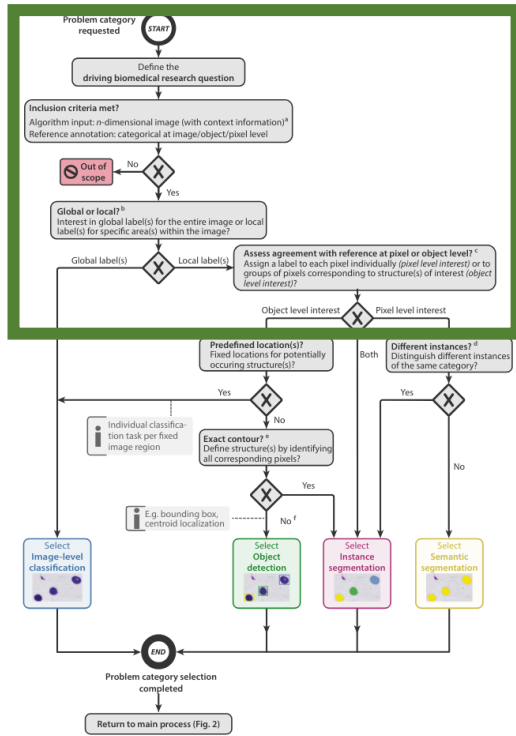 Problem category
requested
START
Define the
driving biomedical research question
Inclusion criteria met?
Algorithm input: n-dimensional image (with context information)a
Reference annotation: categorical at image/object/pixel level
Out of
scope
No
Yes
Global or local? b
Interest in global label(s) for the entire image or local
label(s) for specific area(s) within the image?
Global label(s)
Local label(s)
Assess agreement with reference at pixel or object level? c
Assign a label to each pixel individually (pixel level interest) or to
groups of pixels corresponding to structure(s) of interest (object
level interest)?
Object level interest
Pixel level interest
Predefined location(s)?
Fixed locations for potentially
occuring structure(s)?
Both
Different instances? d
Distinguish different instances
of the same category?
Yes
Yes
Individual classifica-
tion task per fixed
image region
No
Exact contour? e
Define structure(s) by identifying
all corresponding pixels?
No
Yes
E.g. bounding box,
centroid localization
No f
Select
Image-level
classification
Select
Object
detection
Select
Instance
segmentation
Select
Semantic
segmentation
END
Problem category selection
completed
Return to main process (Fig. 2)